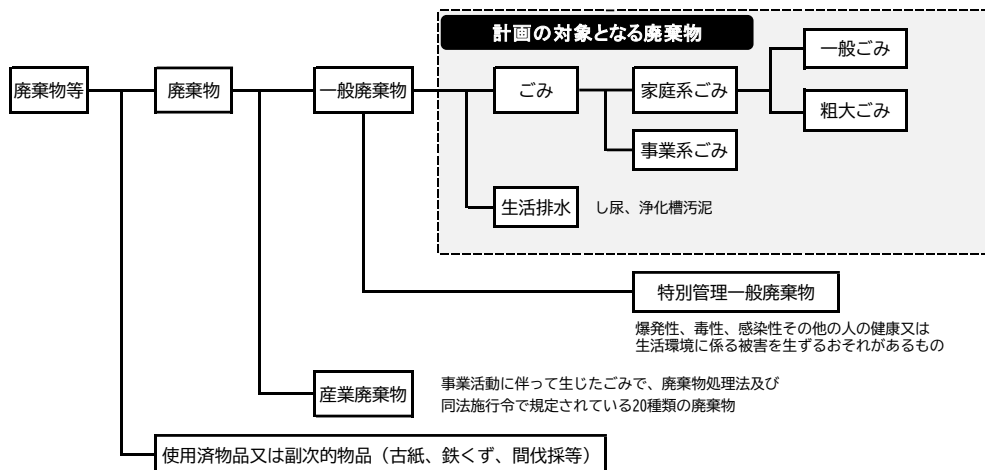 計画の対象となる廃棄物
一般ごみ
廃棄物等
廃棄物
一般廃棄物
ごみ
家庭系ごみ
粗大ごみ
事業系ごみ
生活排水
し尿、浄化槽汚泥
特別管理一般廃棄物
爆発性、毒性、感染性その他の人の健康又は
生活環境に係る被害を生ずるおそれがあるもの
産業廃棄物
事業活動に伴って生じたごみで、廃棄物処理法及び
同法施行令で規定されている20種類の廃棄物
使用済物品又は副次的物品（古紙、鉄くず、間伐採等）